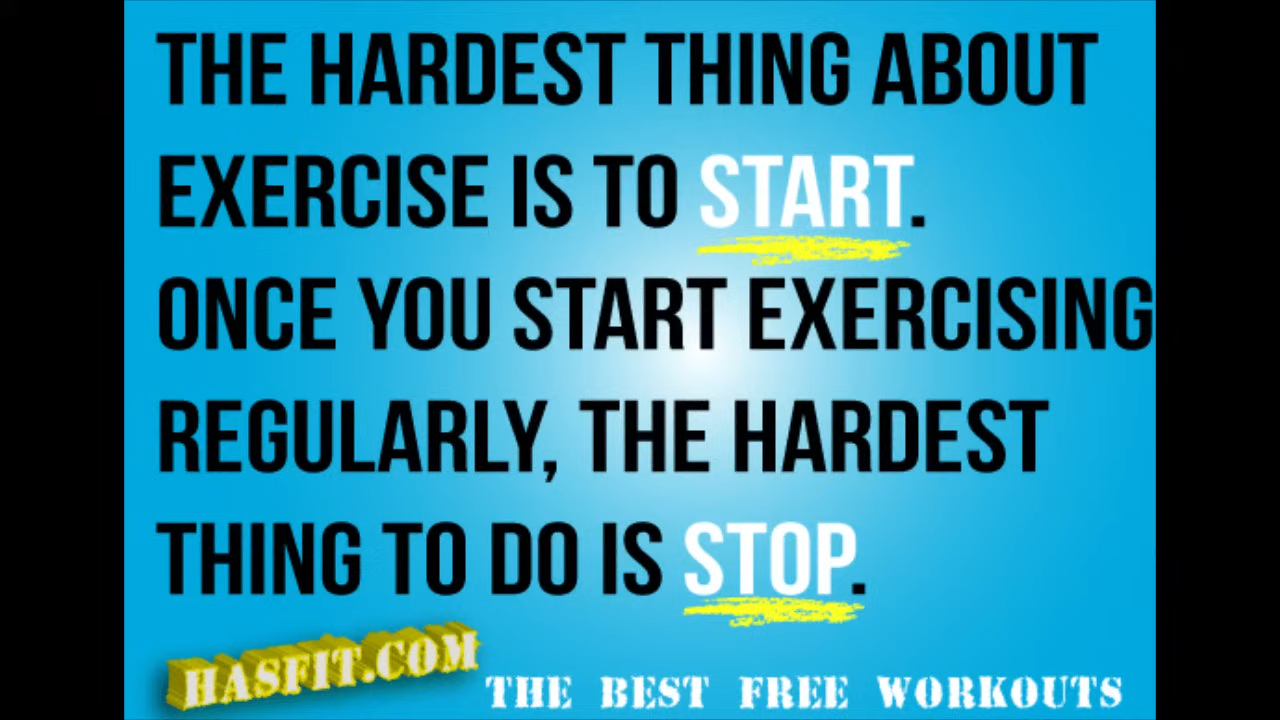 THE HARDEST THING ABOUT
EXERCISE IS TO START.
ONCE YOU START EXERCISING
REGULARLY, THE HARDEST
THING TO DO IS STOP.
HASFIT.COM
THE BEST FREE WORKOUTS